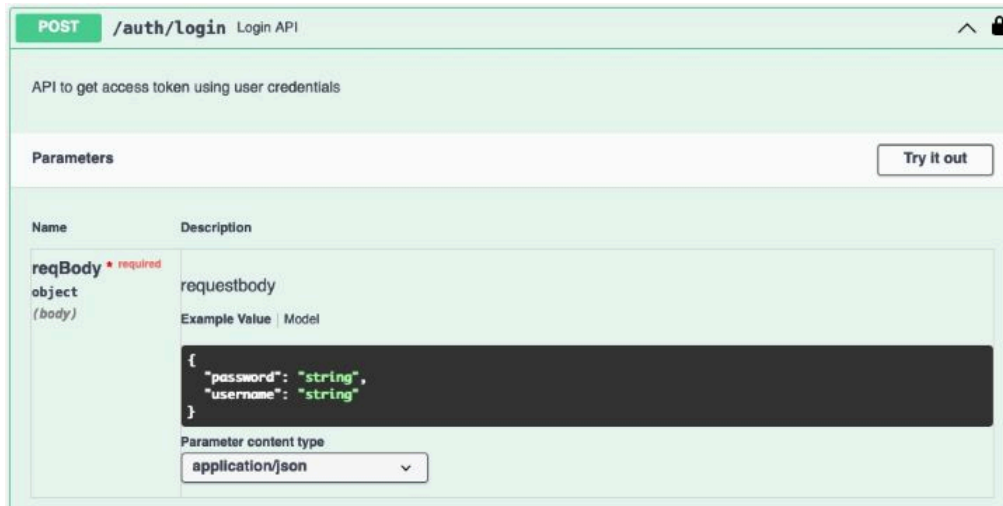 POST /auth/login Login API
API to get access token using user credentials
Parameters
Try it out
Name Description
reqBody * required
object
(body)
requestbody
Example Value | Model
{
"password": "string",
"username": "string"
}
Parameter content type
application/json